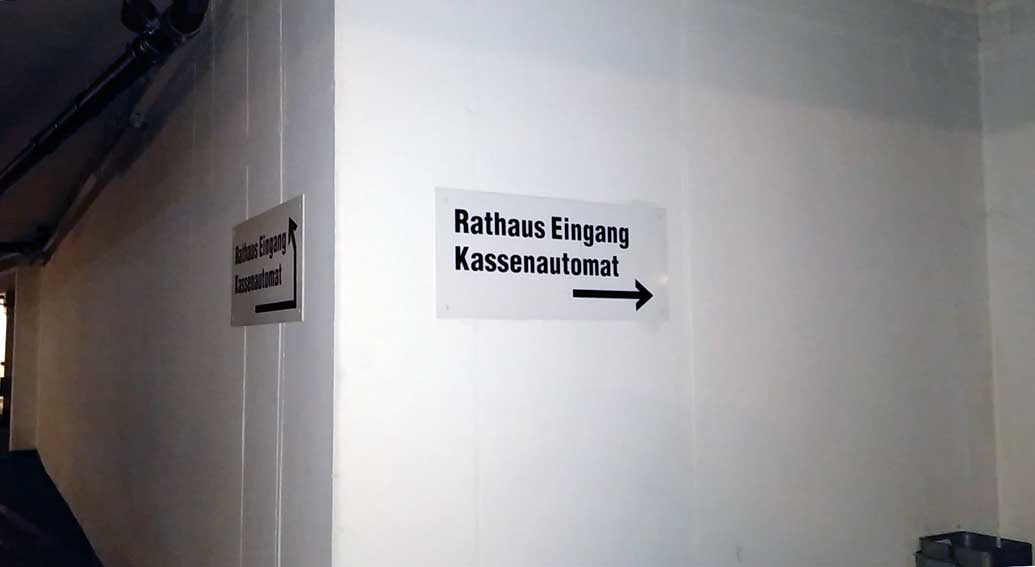 Rathaus Eingang
Kassenautomat
Rathaus Eingang
Kassenautomat